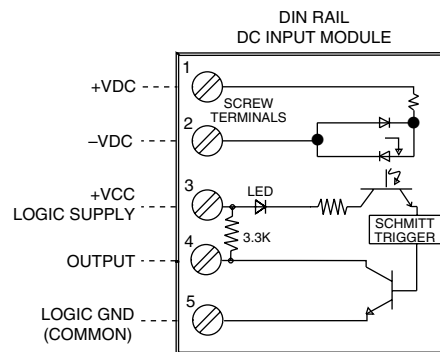 DIN RAIL
DC INPUT MODULE
1
+VDC
SCREW
TERMINALS
2
–VDC
3
+VCC
LOGIC SUPPLY
LED
SCHMITT
TRIGGER
3.3K
4
OUTPUT
5
LOGIC GND
(COMMON)